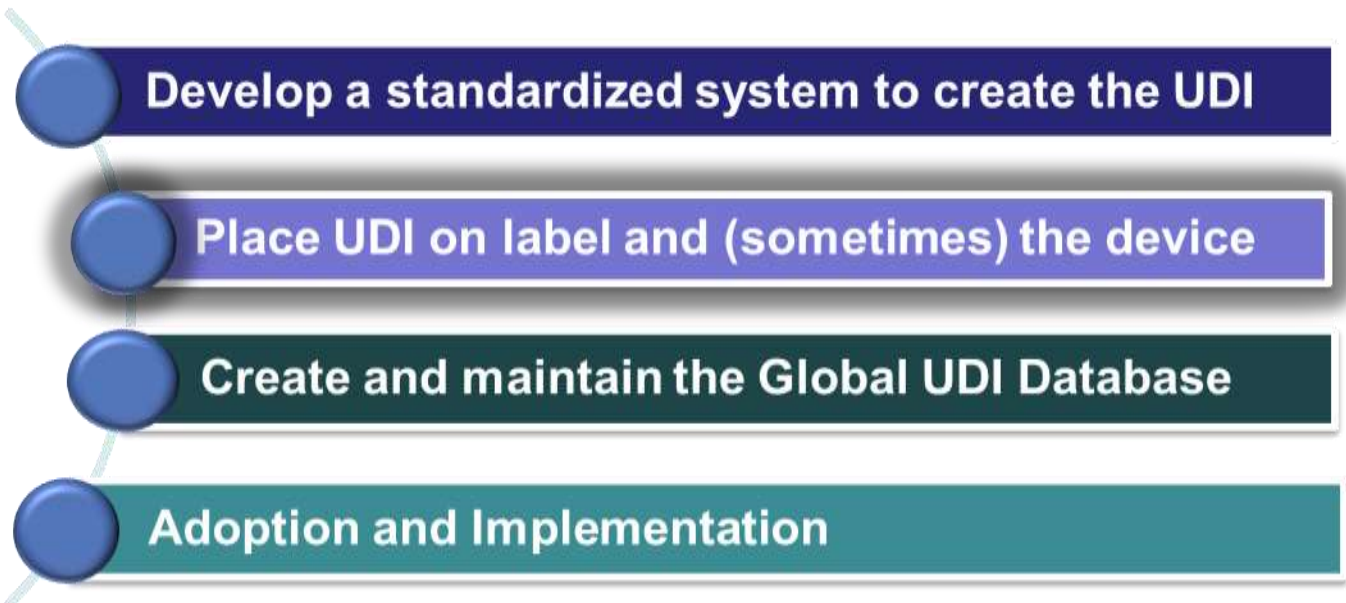 Develop a standardized system to create the UDI
Place UDI on label and (sometimes) the device
Create and maintain the Global UDI Database
Adoption and Implementation